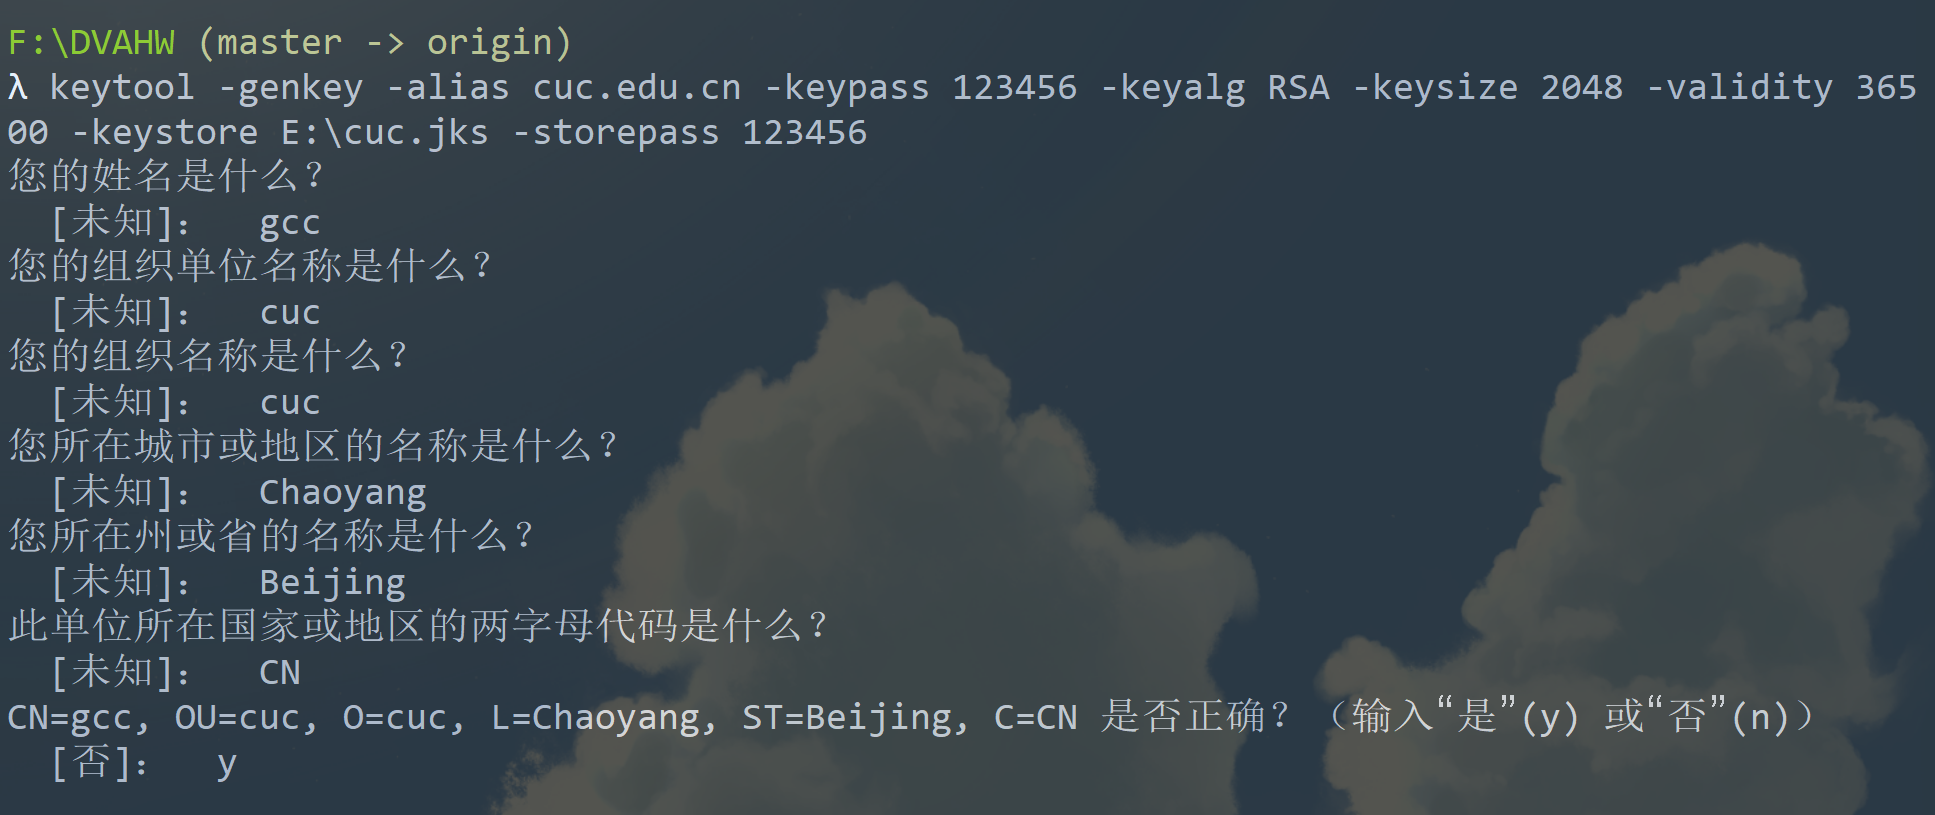 F:\DVAHW (master -> origin)
λ keytool -genkey -alias cuc.edu.cn -keypass 123456 -keyalg RSA -keysize 2048 -validity 365
00 -keystore E:\cuc.jks -storepass 123456
您的姓名是什么?
  [未知]:  gcc
您的组织单位名称是什么?
  [未知]:  cuc
您的组织名称是什么?
  [未知]:  cuc
您所在城市或地区的名称是什么?
  [未知]:  Chaoyang
您所在州或省的名称是什么?
  [未知]:  Beijing
此单位所在国家或地区的两字母代码是什么?
  [未知]:  CN
CN=gcc, OU=cuc, O=cuc, L=Chaoyang, ST=Beijing, C=CN 是否正确? (输入“是”(y) 或“否”(n))
  [否]:  y